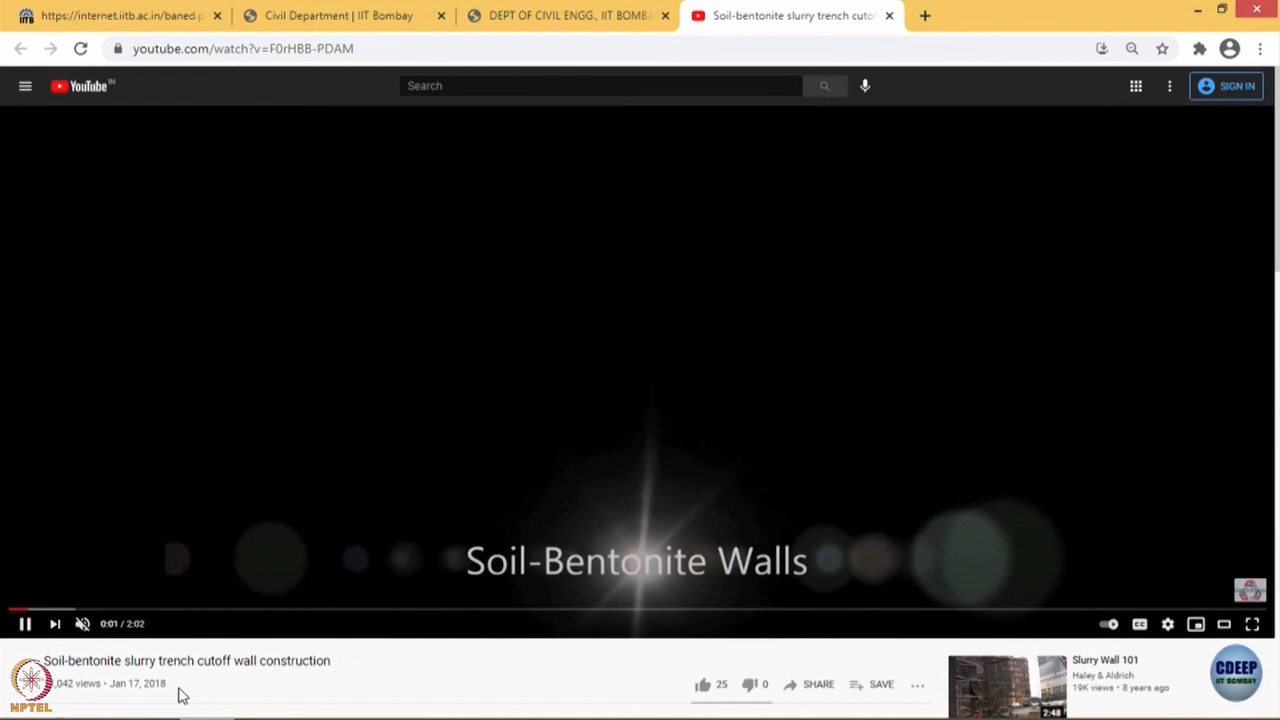 https://internet.iitb.ac.in/baned.p
Civil Department | IIT Bombay
DEPT OF CIVIL ENGG., IIT BOMBA
Soil-bentonite slurry trench cuto
youtube.com/watch?v=F0rHBB-PDAM
YouTube IN
Search
SIGN IN
Soil-Bentonite Walls
0:01 / 2:02
CC
Soil-bentonite slurry trench cutoff wall construction
,042 views • Jan 17, 2018
25
0
SHARE
SAVE
Slurry Wall 101
Haley & Aldrich
19K views • 8 years ago
2:48
NPTEL
CDEEP
IIT BOMBAY